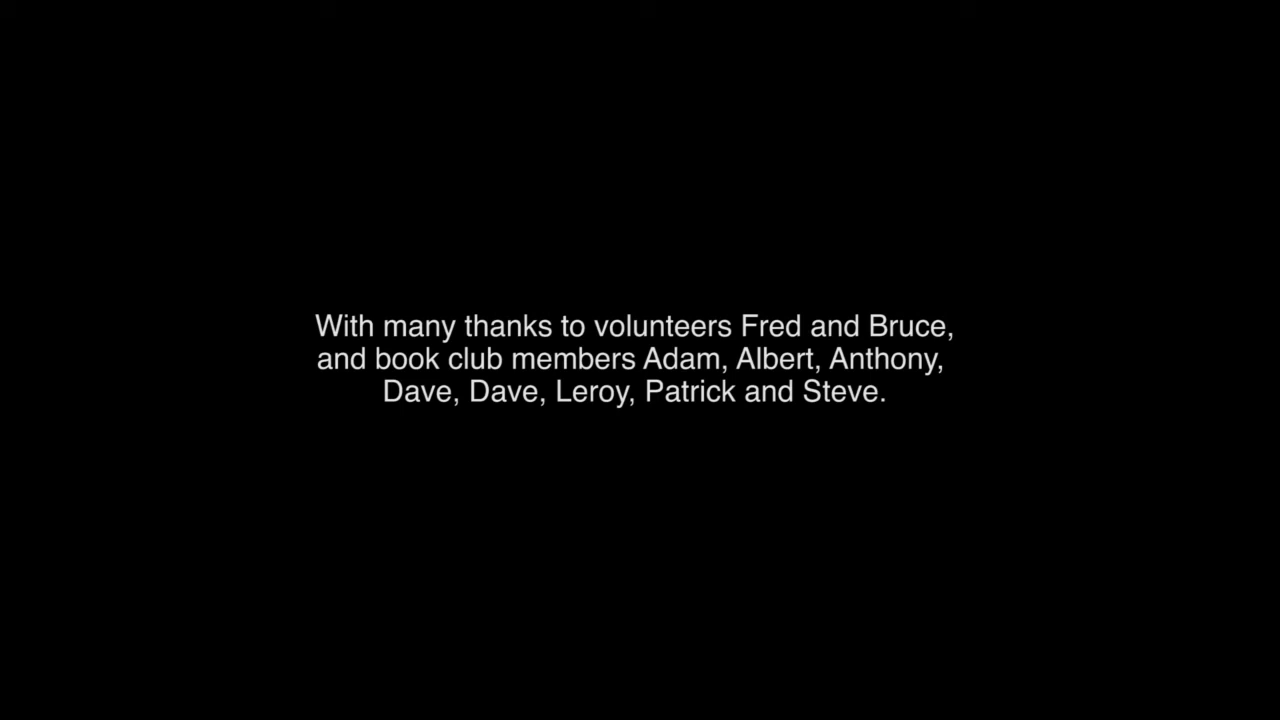 With many thanks to volunteers Fred and Bruce,
and book club members Adam, Albert, Anthony,
Dave, Dave, Leroy, Patrick and Steve.